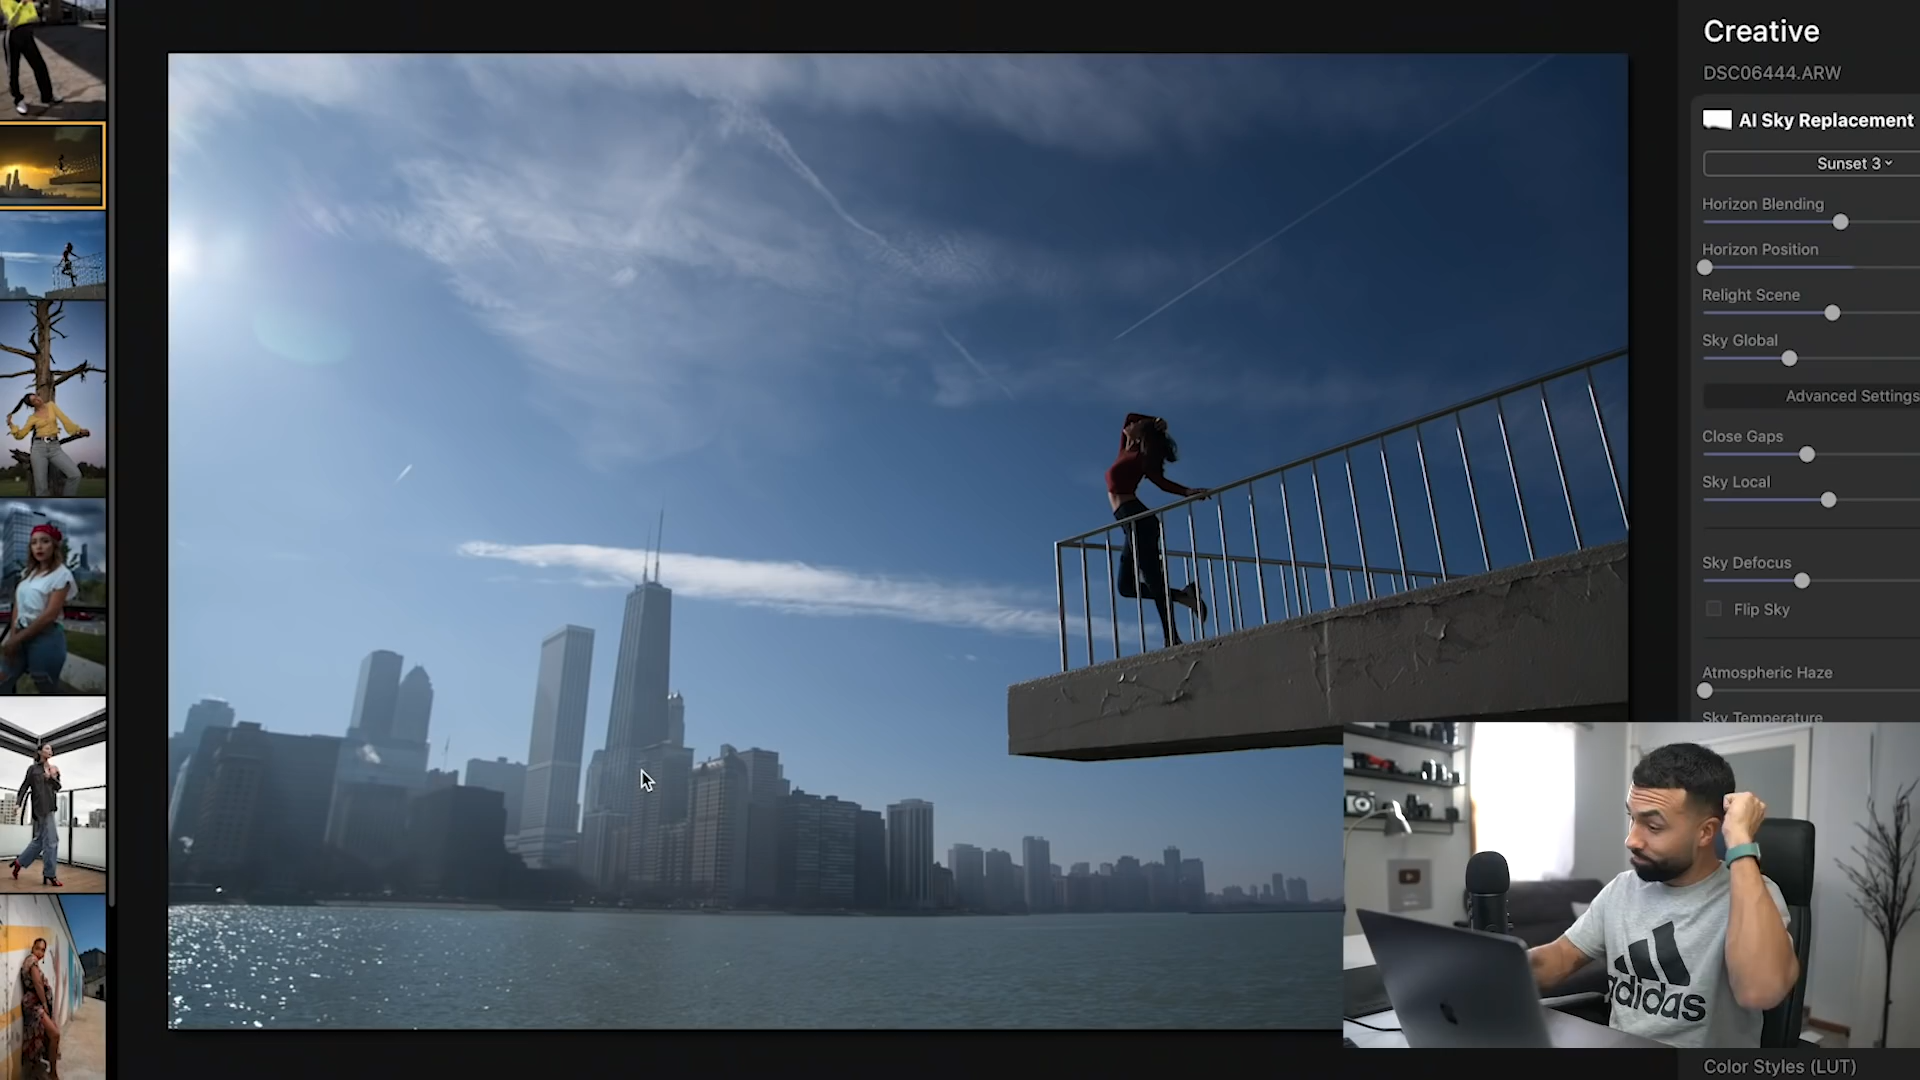 Creative
DSC06444.ARW
AI Sky Replacement
Sunset 3
Horizon Blending
Horizon Position
Relight Scene
Sky Global
Advanced Settings
Close Gaps
Sky Local
Sky Defocus
Flip Sky
Atmospheric Haze
Sky Temperature
adidas
Color Styles (LUT)